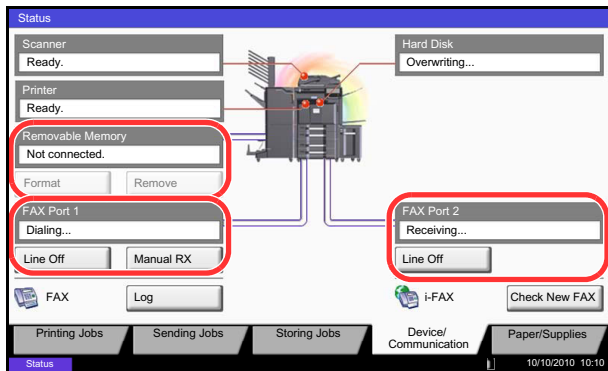 Status
Scanner
Ready.
Hard Disk
Overwriting...
Printer
Ready.
Removable Memory
Not connected.
Format
Remove
FAX Port 1
Dialing...
Line Off
Manual RX
FAX Port 2
Receiving...
Line Off
FAX
Log
i-FAX
Check New FAX
Printing Jobs
Sending Jobs
Storing Jobs
Device/
Communication
Paper/Supplies
Status
10/10/2010 10:10